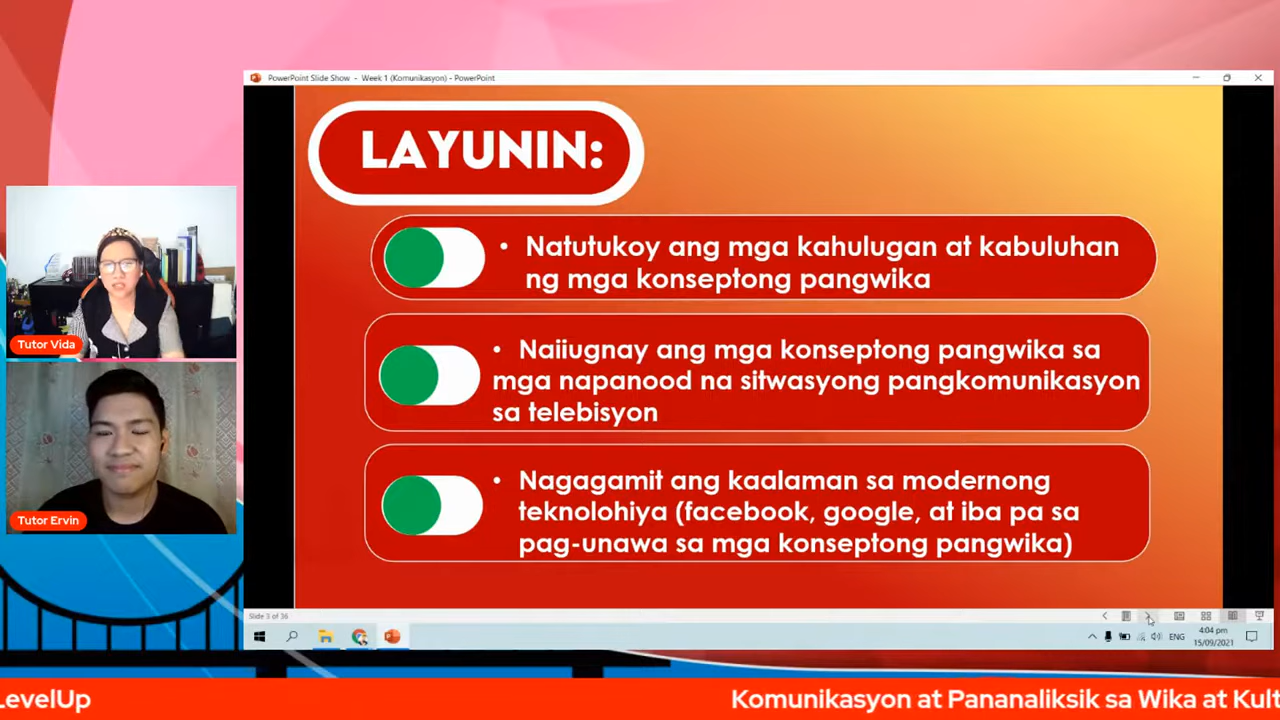 PowerPoint Slide Show - Week 1 (Komunikasyon) - PowerPoint
LAYUNIN:
• Natutukoy ang mga kahulugan at kabuluhan
ng mga konseptong pangwika
• Naiiugnay ang mga konseptong pangwika sa
mga napanood na sitwasyong pangkomunikasyon
sa telebisyon
• Nagagamit ang kaalaman sa modernong
teknolohiya (facebook, google, at iba pa sa
pag-unawa sa mga konseptong pangwika)
Tutor Vida
Tutor Ervin
Slide 3 of 36
ENG
4:04 pm
15/09/2021
LevelUp
Komunikasyon at Pananaliksik sa Wika at Kult